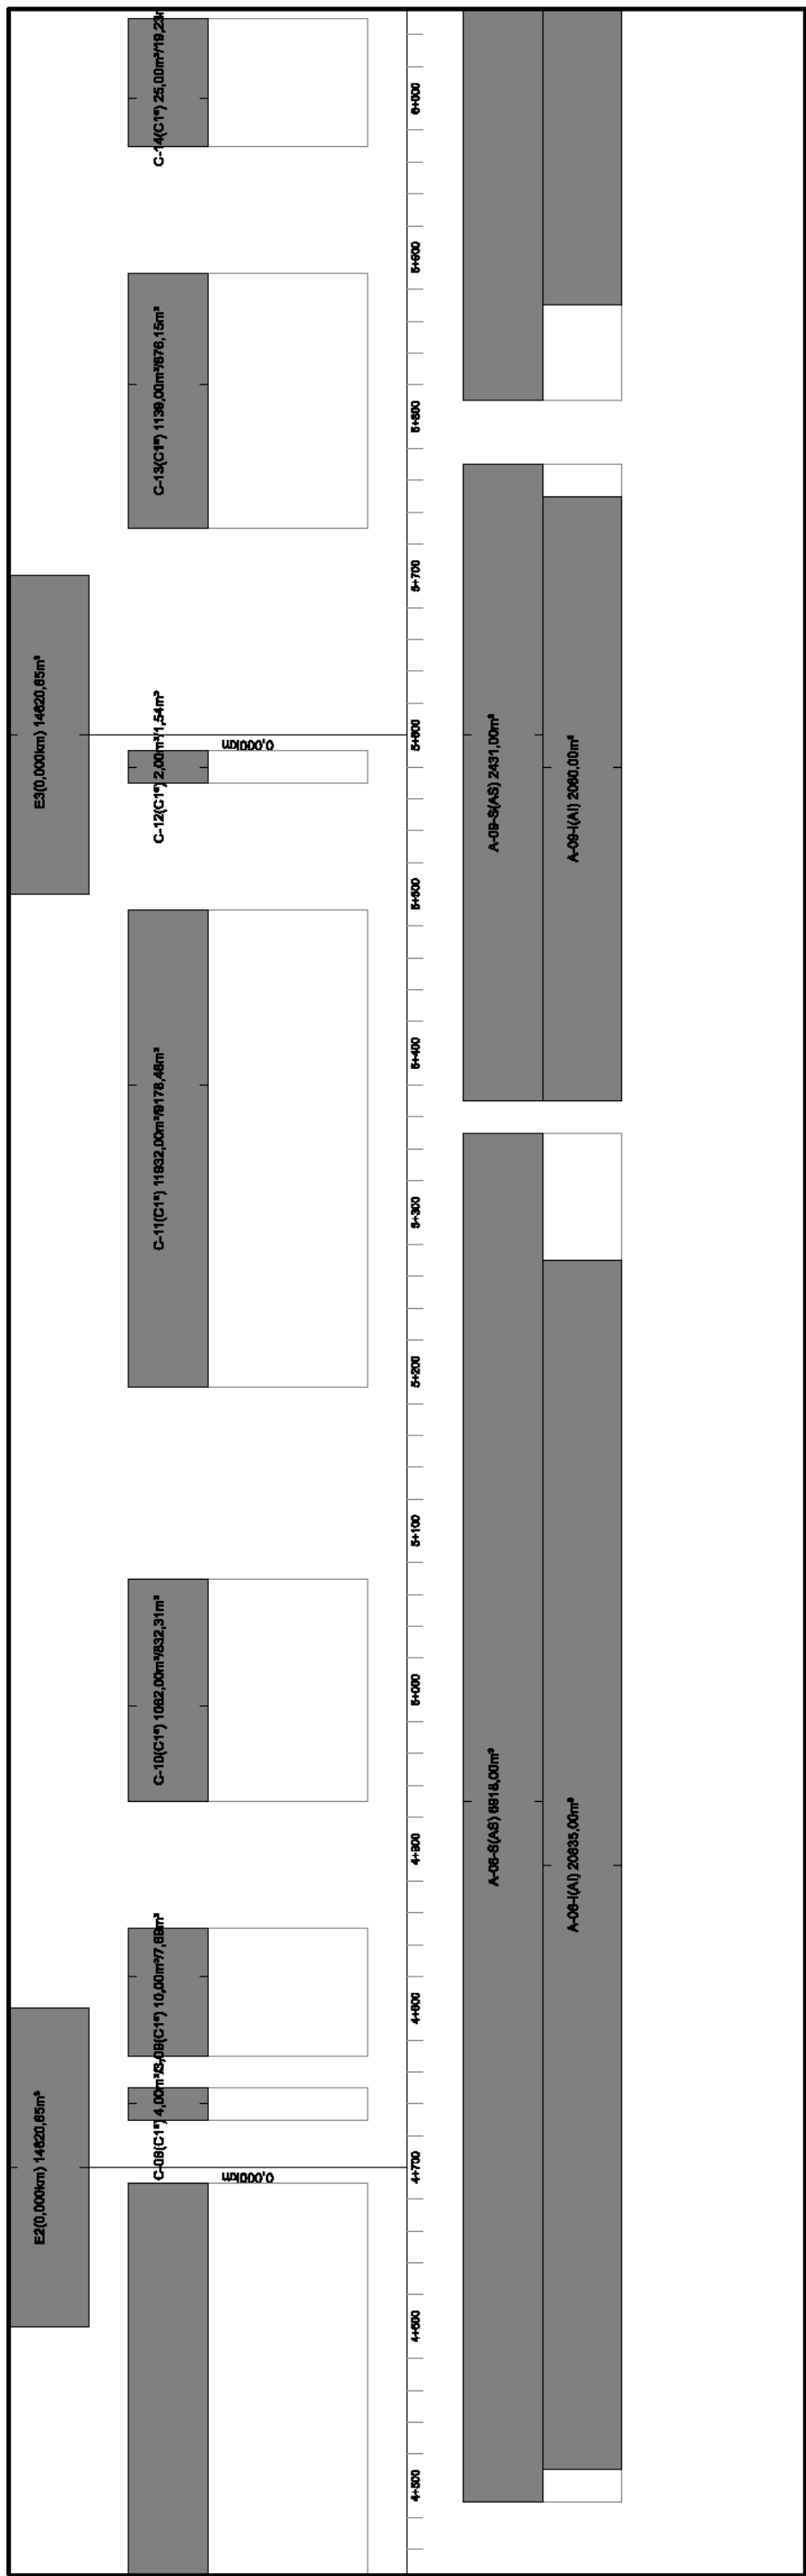 C-14(C1ª) 25,00m³/19,23m
C-13(C1ª) 1139,00m³/876,15m³
E3(0,000km) 14620,65m³
C-12(C1ª) 2,00m³/1,54m³
0,000km
C-11(C1ª) 11932,00m³/9178,46m³
C-10(C1ª) 1082,00m³/832,31m³
C-09(C1ª) 10,00m³/7,69m³
C-08(C1ª) 4,00m³/3,08
E2(0,000km) 14620,65m³
0,000km
6+000
5+900
5+800
5+700
5+600
5+500
5+400
5+300
5+200
5+100
5+000
4+900
4+800
4+700
4+600
4+500
A-09-S(AS) 2431,00m³
A-09-I(AI) 2060,00m³
A-08-S(AS) 6918,00m³
A-08-I(AI) 20835,00m³